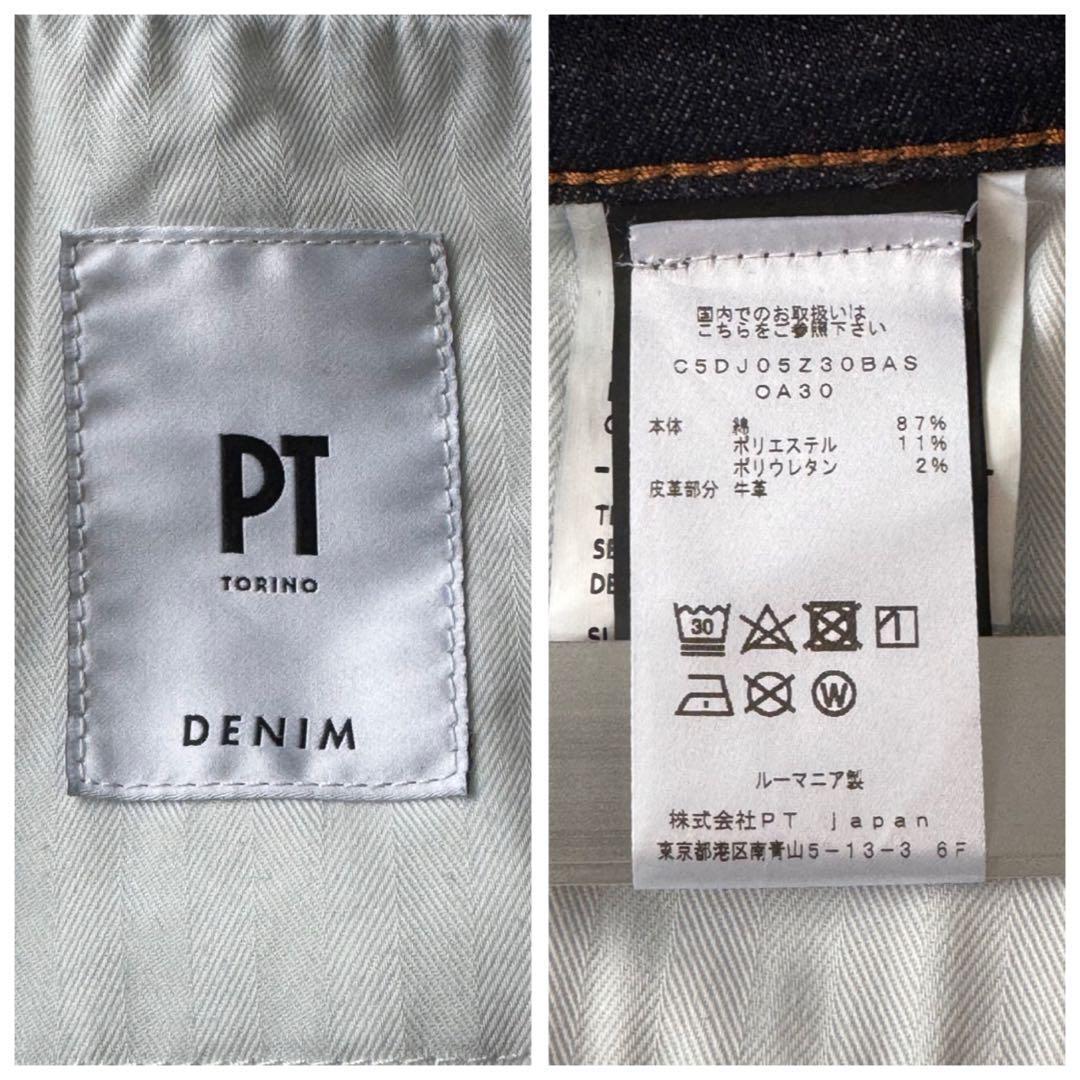 PT
TORINO
DENIM
国内でのお取扱いは
こちらをご参照下さい
C5DJ05Z30BAS
OA30
本体 綿 87%
ポリエステル 11%
ポリウレタン 2%
皮革部分 牛革
30
W
ルーマニア製
株式会社PT japan
東京都港区南青山5-13-3 6F